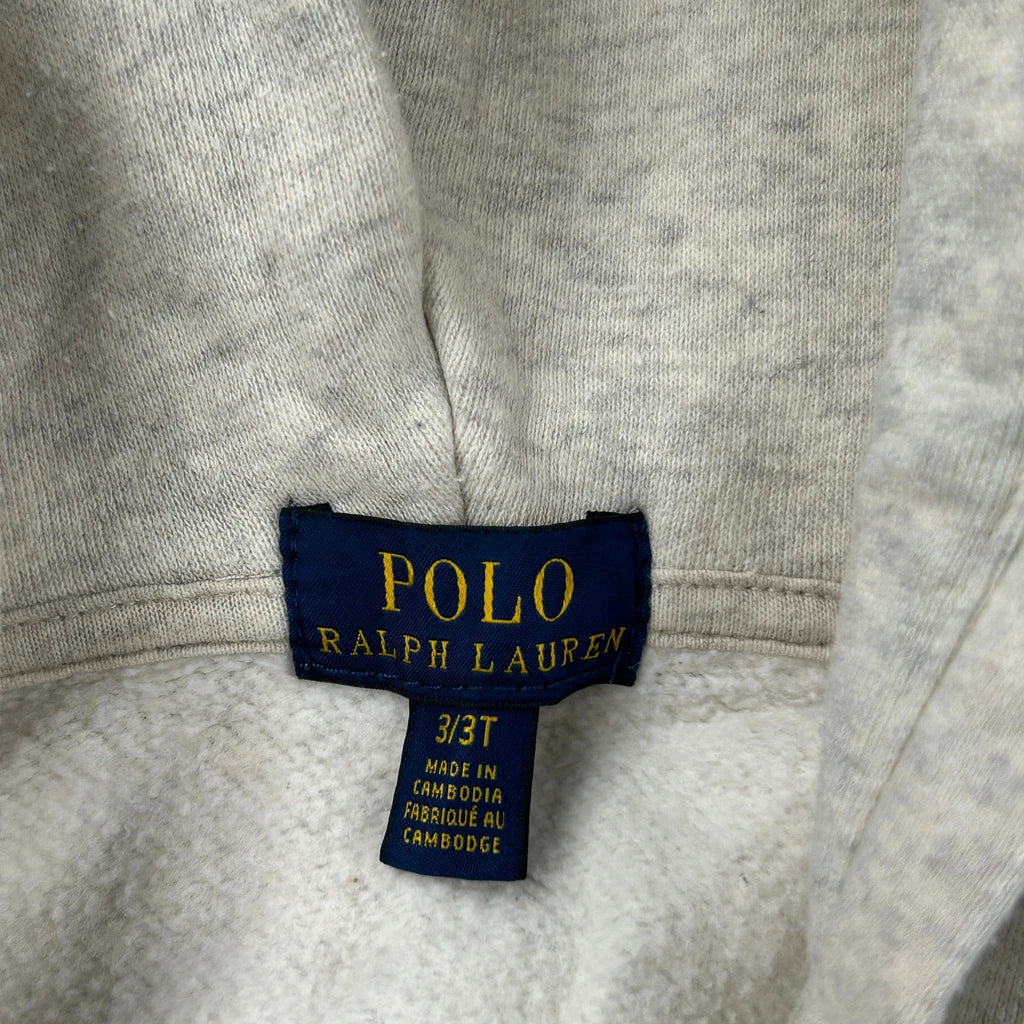 POLO
RALPH LAUREN
3/3T
MADE IN
CAMBODIA
FABRIQUÉ AU
CAMBODGE